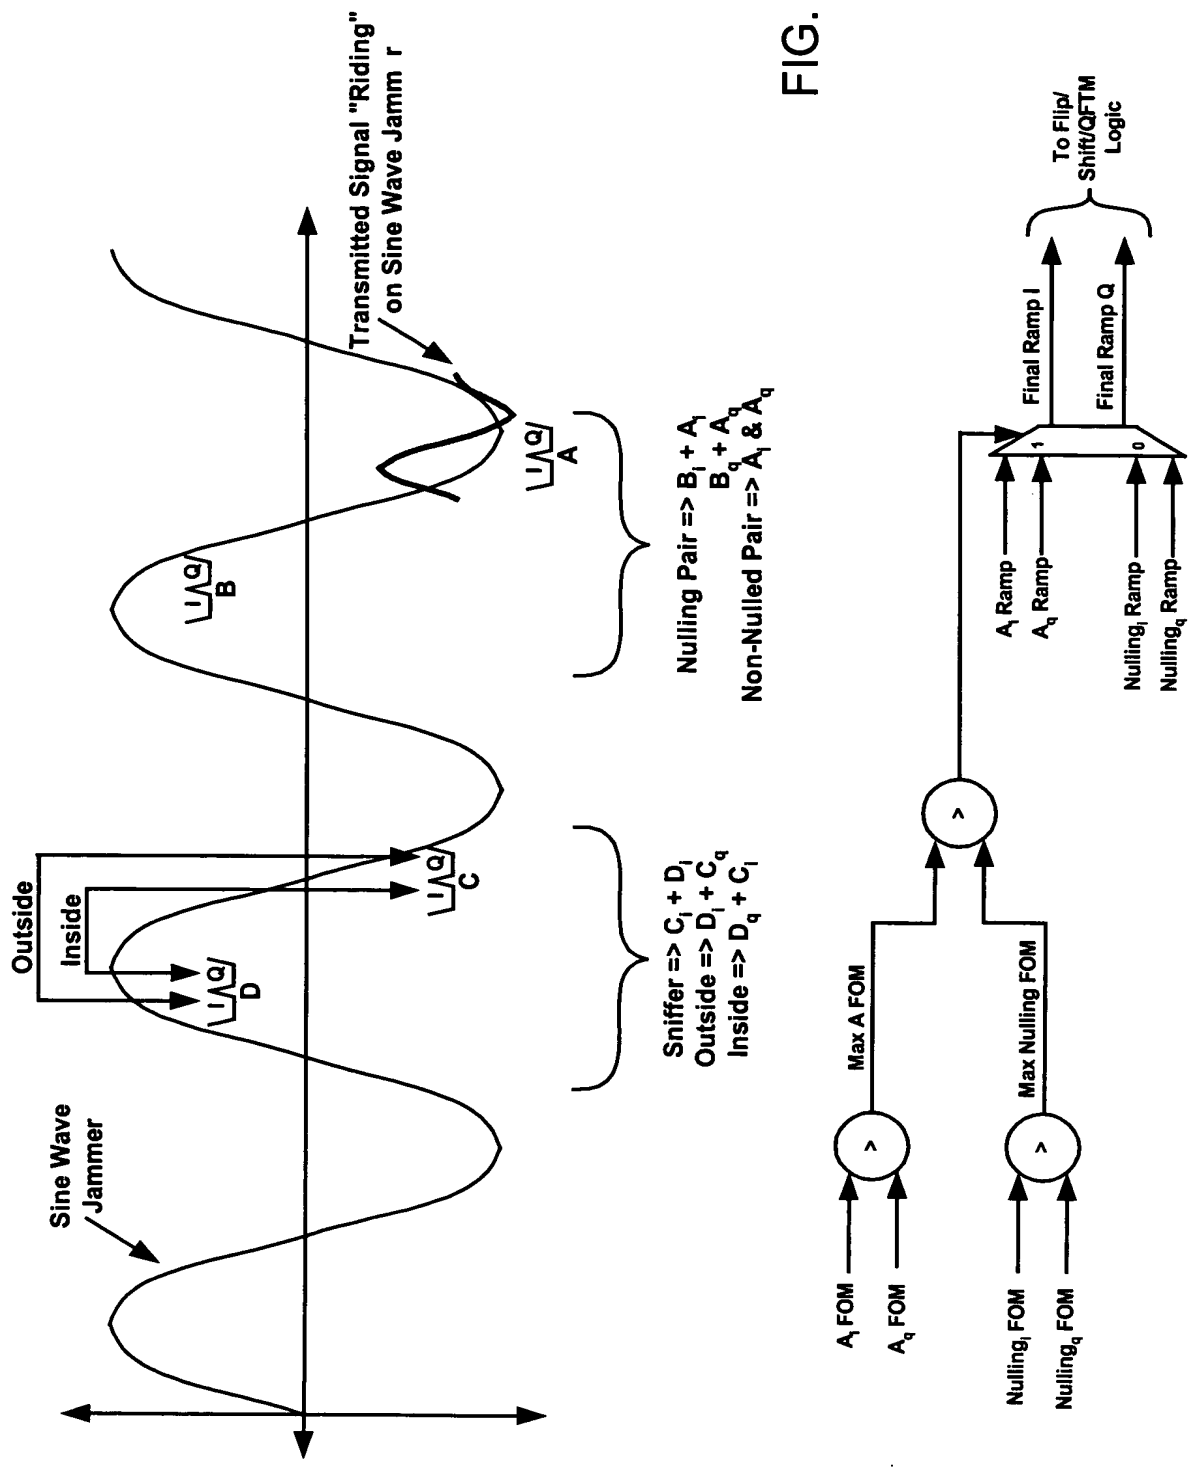 Sine Wave
Jammer
Outside
Inside
I Q
D
I Q
C
I Q
B
I Q
A
Transmitted Signal "Riding"
on Sine Wave Jamm r
Sniffer => Ci + Di
Outside => Di + Cq
Inside => Dq + Ci
Nulling Pair => Bi + Ai
Bq + Aq
Non-Nulled Pair => Ai & Aq
FIG.
Ai FOM
Aq FOM
Nullingi FOM
Nullingq FOM
>
>
Max A FOM
Max Nulling FOM
>
Ai Ramp
Aq Ramp
Nullingi Ramp
Nullingq Ramp
1
0
Final Ramp I
Final Ramp Q
To Flip/
Shift/QFTM
Logic